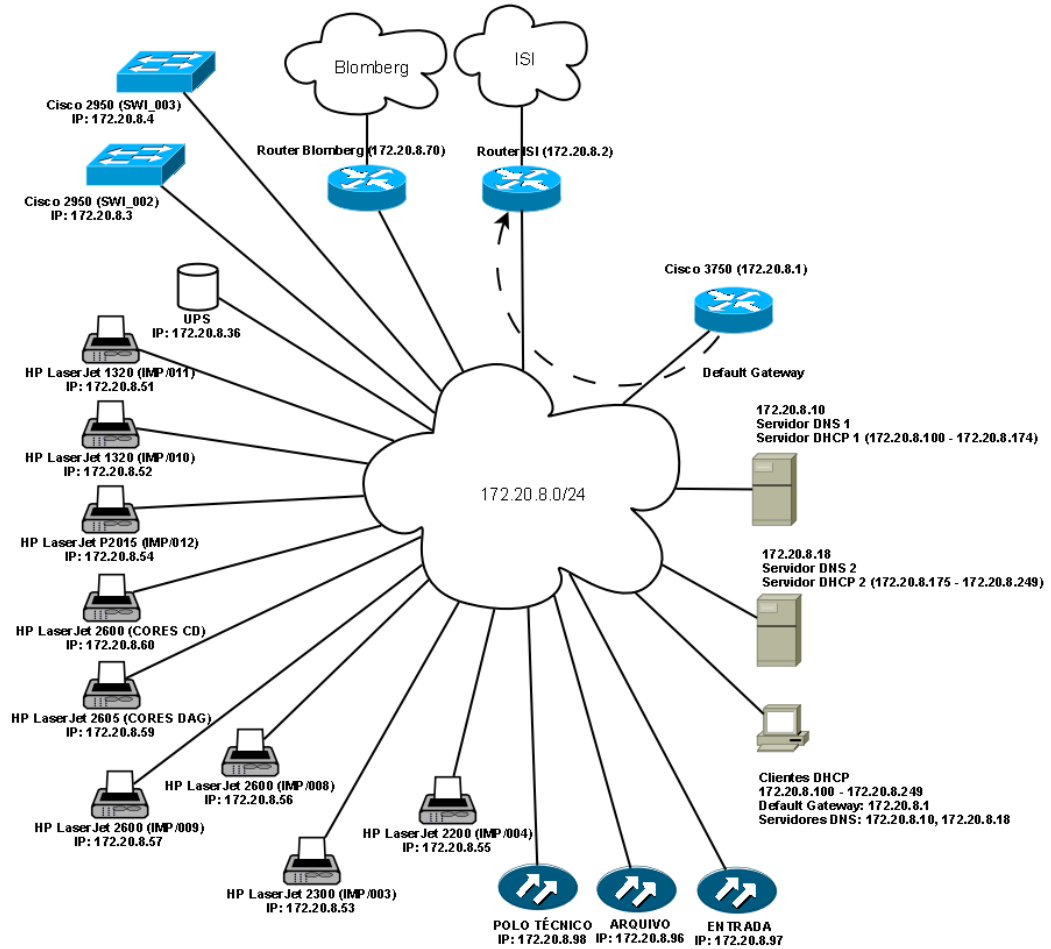 Blomberg
ISI
Cisco 2950 (SWI_003)
IP: 172.20.8.4
Router Blomberg (172.20.8.70)
Router ISI (172.20.8.2)
Cisco 2950 (SWI_002)
IP: 172.20.8.3
Cisco 3750 (172.20.8.1)
UPS
IP: 172.20.8.36
Default Gateway
HP LaserJet 1320 (IMP/011)
IP: 172.20.8.51
172.20.8.10
Servidor DNS 1
Servidor DHCP 1 (172.20.8.100 - 172.20.8.174)
HP LaserJet 1320 (IMP/010)
IP: 172.20.8.52
172.20.8.0/24
HP LaserJet P2015 (IMP/012)
IP: 172.20.8.54
172.20.8.18
Servidor DNS 2
Servidor DHCP 2 (172.20.8.175 - 172.20.8.249)
HP LaserJet 2600 (CORES CD)
IP: 172.20.8.60
HP LaserJet 2605 (CORES DAG)
IP: 172.20.8.59
HP LaserJet 2600 (IMP/008)
IP: 172.20.8.56
Clientes DHCP
172.20.8.100 - 172.20.8.249
Default Gateway: 172.20.8.1
Servidores DNS: 172.20.8.10, 172.20.8.18
HP LaserJet 2600 (IMP/009)
IP: 172.20.8.57
HP LaserJet 2200 (IMP/004)
IP: 172.20.8.55
HP LaserJet 2300 (IMP/003)
IP: 172.20.8.53
POLO TÉCNICO
IP: 172.20.8.98
ARQUIVO
IP: 172.20.8.96
ENTRADA
IP: 172.20.8.97